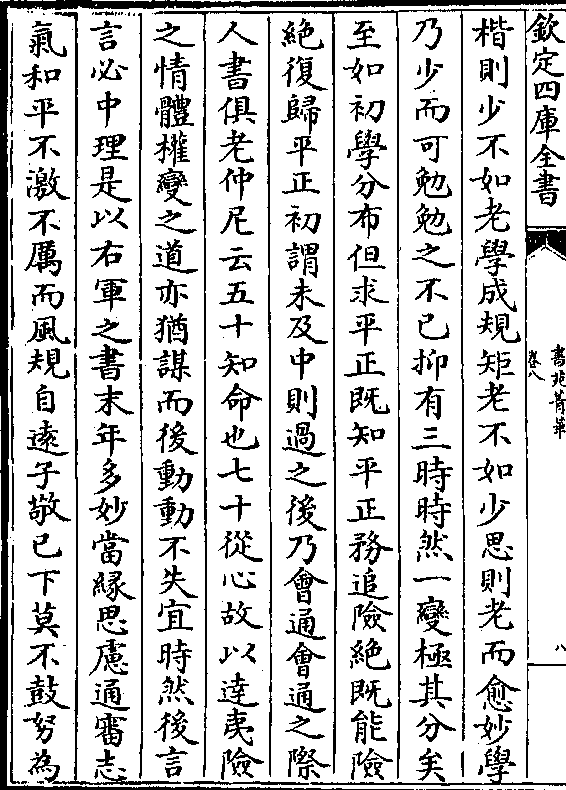 欽定四庫全書
書苑菁華
卷八
八
楷則少不如老學成規矩老不如少思則老而愈妙學
乃少而可勉勉之不已抑有三時時然一變極其分矣
至如初學分布但求平正既知平正務追險絶既能險
絶復歸平正初謂未及中則過之後乃會通會通之際
人書俱老仲尼云五十知命也七十從心故以達夷險
之情體權變之道亦猶謀而後動動不失宜時然後言
言必中理是以右軍之書末年多妙當緣思慮通審志
氣和平不激不厲而風規自逺子敬已下莫不鼓努為